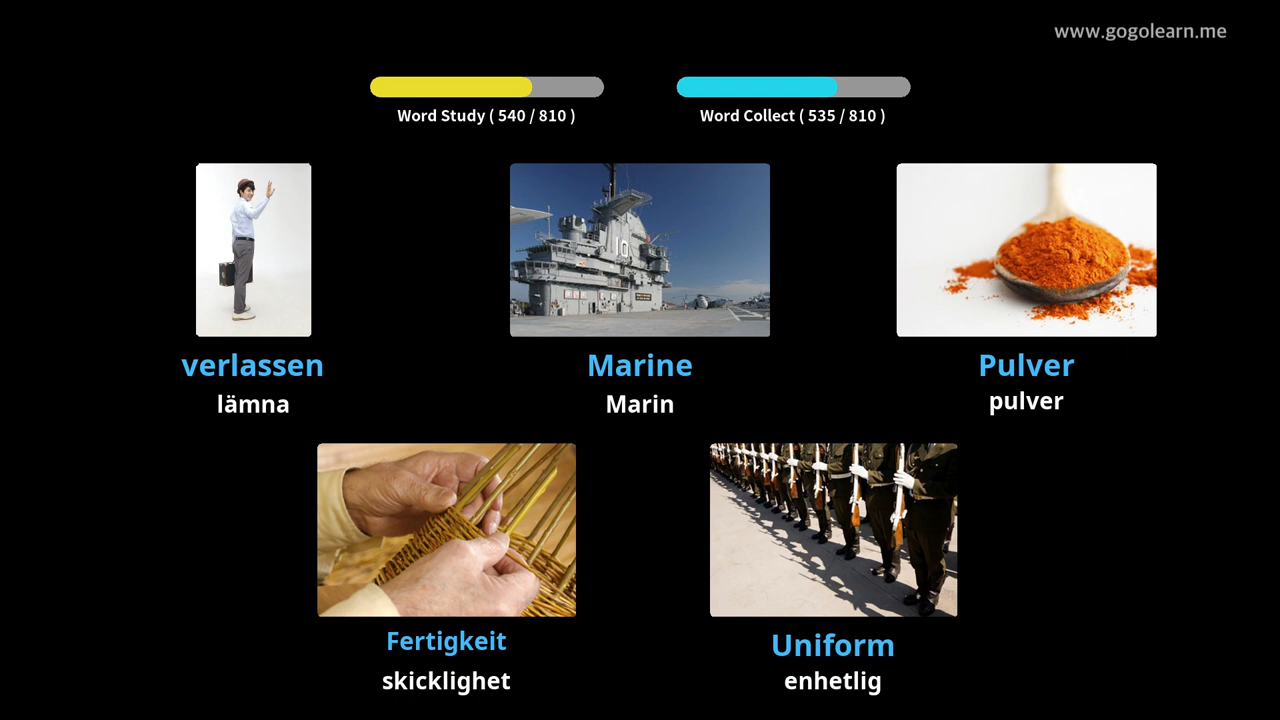 www.gogolearn.me
Word Study ( 540 / 810 )
Word Collect ( 535 / 810 )
verlassen
lämna
Marine
Marin
Pulver
pulver
Fertigkeit
skicklighet
Uniform
enhetlig